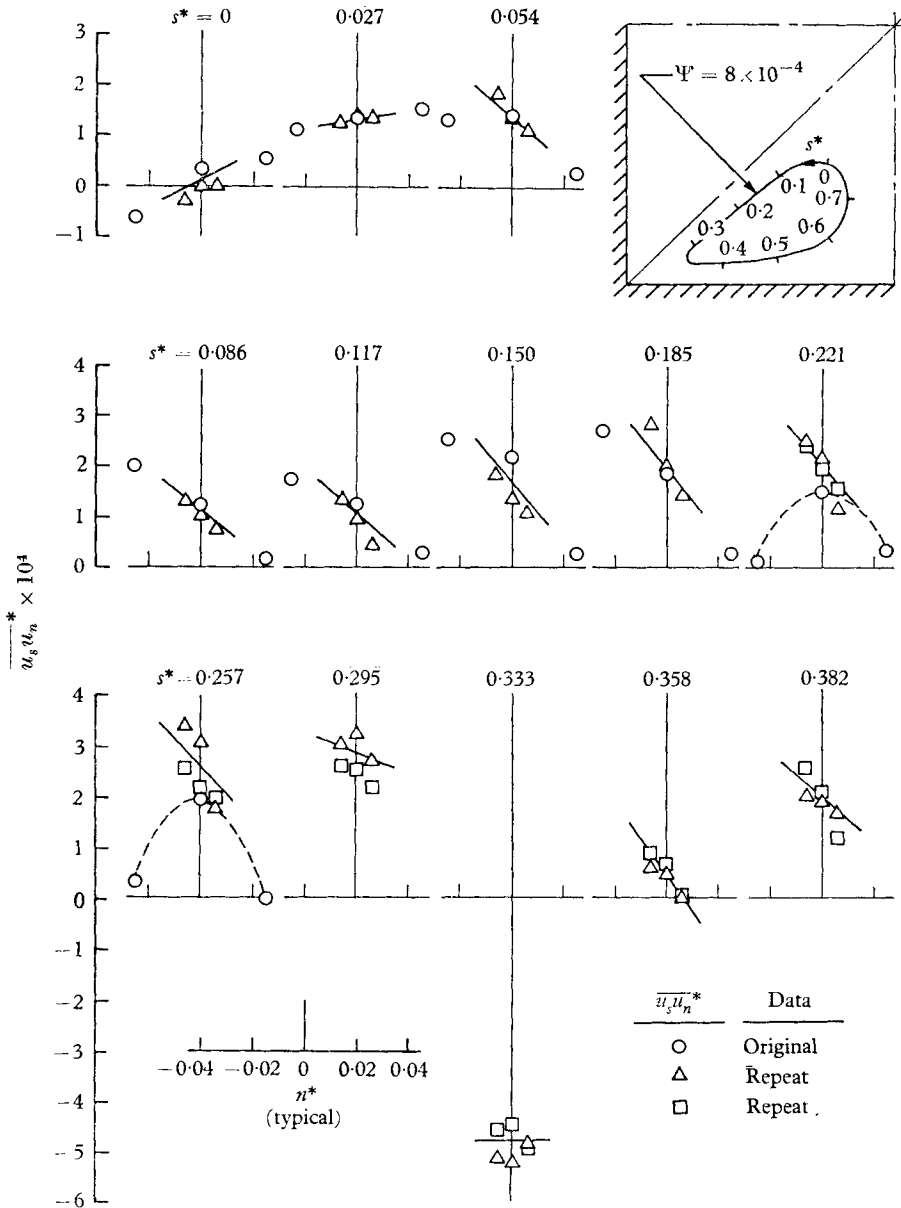 s* = 0 0·027 0·054
3
2
1
0
−1
Ψ = 8 × 10⁻⁴
s*
0
0·1
0·2
0·3
0·4
0·5
0·6
0·7
s* = 0·086 0·117 0·150 0·185 0·221
4
3
2
1
0
u_s u_n* × 10⁴
s* = 0·257 0·295 0·333 0·358 0·382
4
3
2
1
0
−1
−2
−3
−4
−5
−6
−0·04 −0·02 0 0·02 0·04
n*
(typical)
u_s u_n* Data
Original
Repeat
Repeat